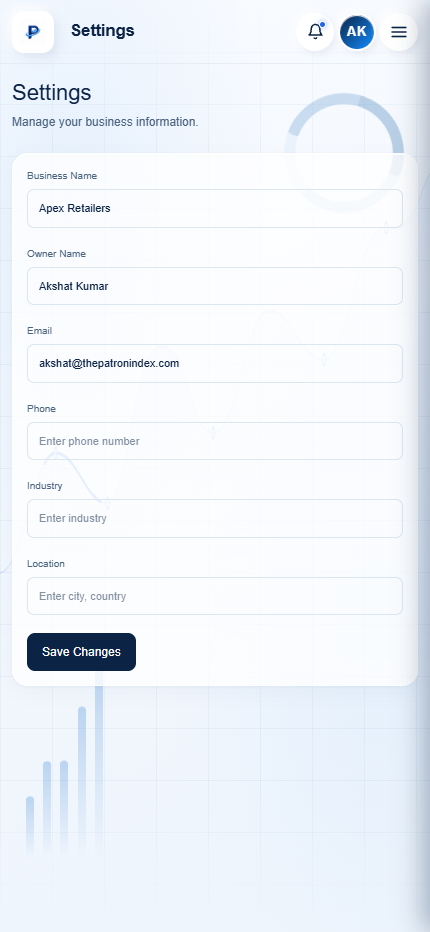 P
Settings
AK
Settings
Manage your business information.
Business Name
Apex Retailers
Owner Name
Akshat Kumar
Email
akshat@thepatronindex.com
Phone
Enter phone number
Industry
Enter industry
Location
Enter city, country
Save Changes